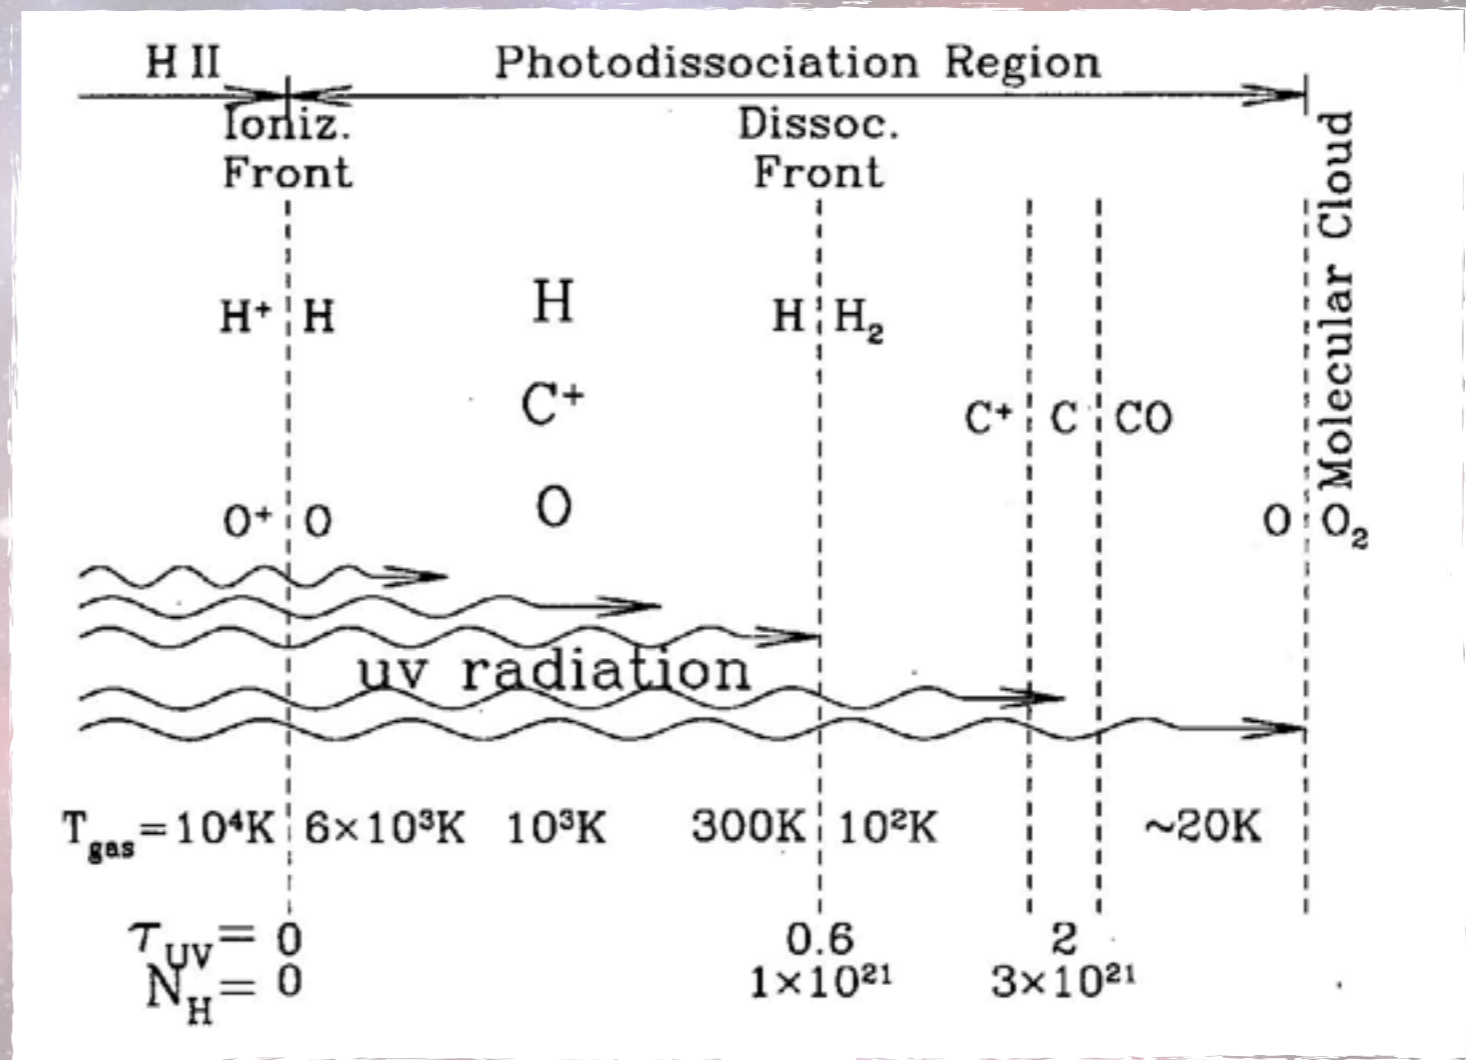 H II Photodissociation Region
Ioniz. Dissoc.
Front Front
Molecular Cloud
H
H⁺ H H H₂
C⁺
C⁺ C CO
O
O⁺ O O O₂
uv radiation
T_gas=10⁴K 6×10³K 10³K 300K 10²K ~20K
τ_UV= 0 0.6 2
N_H= 0 1×10²¹ 3×10²¹